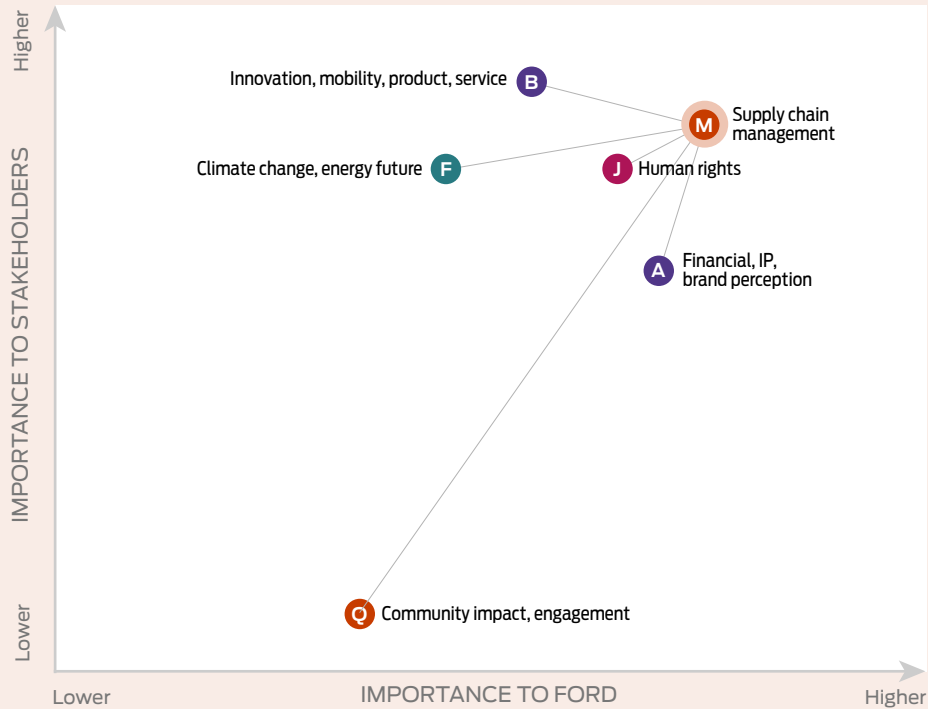 Higher
IMPORTANCE TO STAKEHOLDERS
Lower
Innovation, mobility, product, service
B
M
Supply chain
management
Climate change, energy future
F
J
Human rights
A
Financial, IP,
brand perception
Q
Community impact, engagement
Lower
IMPORTANCE TO FORD
Higher